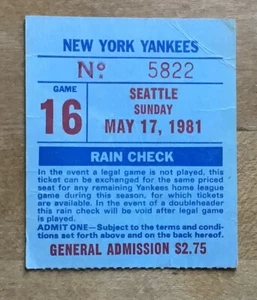 NEW YORK YANKEES
Nº 5822
GAME
16
SEATTLE
SUNDAY
MAY 17, 1981
RAIN CHECK
In the event a legal game is not played, this
ticket can be exchanged for the same priced
seat for any remaining Yankees home league
game during this season, for which tickets
are available. In the event of a doubleheader
this rain check will be void after legal game
is played.
ADMIT ONE—Subject to the terms and condi-
tions set forth above and on the back hereof.
GENERAL ADMISSION $2.75